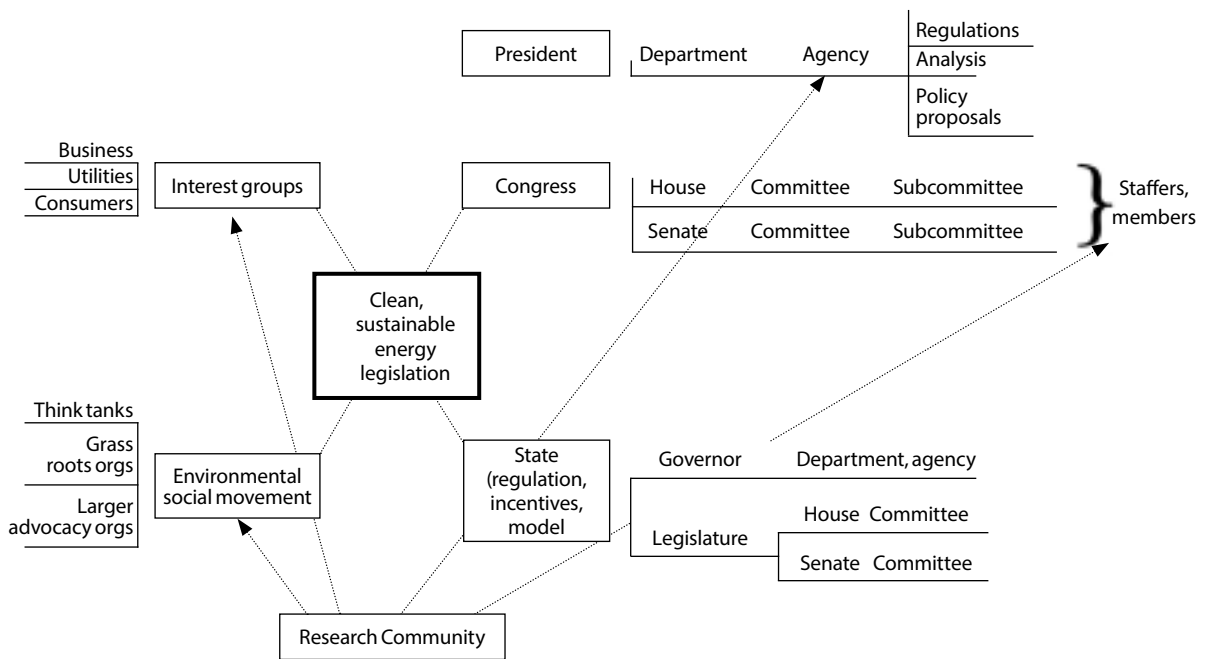 President
Department
Agency
Regulations
Analysis
Policy
proposals
Business
Utilities
Consumers
Interest groups
Congress
House Committee Subcommittee
Senate Committee Subcommittee
Staffers,
members
Clean,
sustainable
energy
legislation
Think tanks
Grass
roots orgs
Larger
advocacy orgs
Environmental
social movement
State
(regulation,
incentives,
model
Governor
Department, agency
Legislature
House Committee
Senate Committee
Research Community